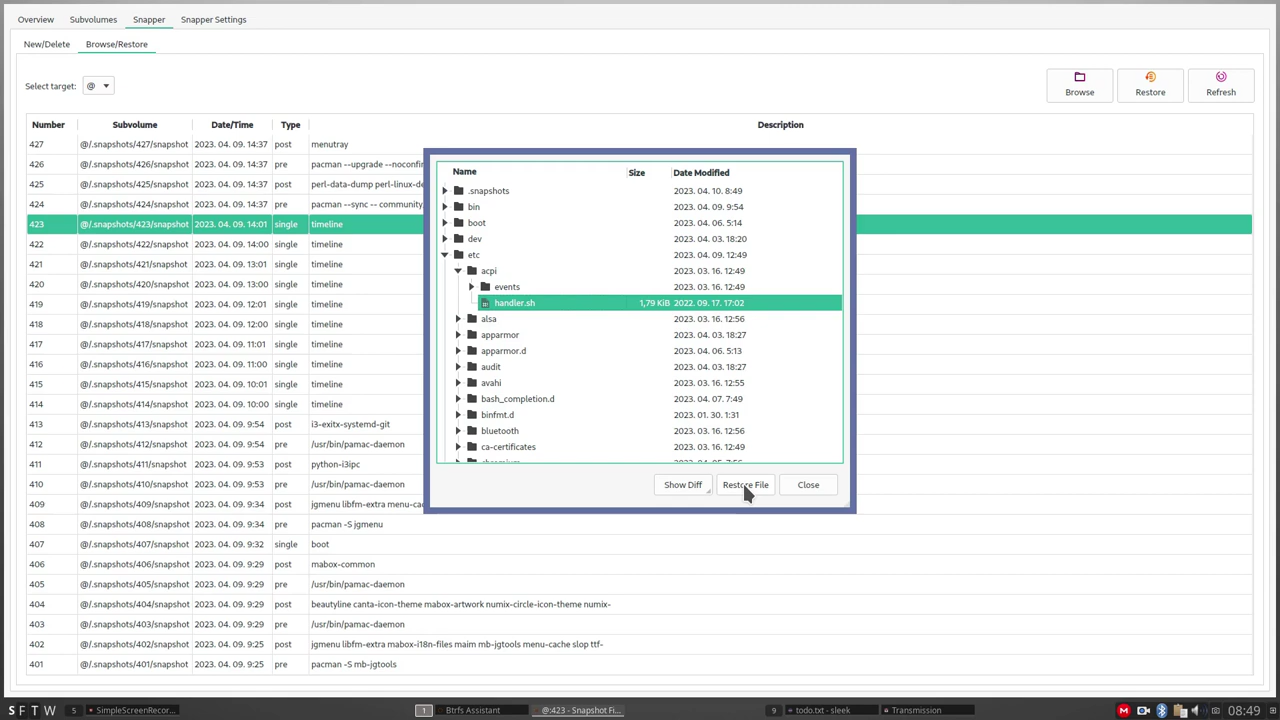 Overview Subvolumes Snapper Snapper Settings
New/Delete Browse/Restore
Select target: @ Browse Restore Refresh
Number Subvolume Date/Time Type Description
427 @/.snapshots/427/snapshot 2023. 04. 09. 14:37 post menutray
426 @/.snapshots/426/snapshot 2023. 04. 09. 14:37 pre pacman --upgrade --noconfir
425 @/.snapshots/425/snapshot 2023. 04. 09. 14:37 post perl-data-dump perl-linux-de
424 @/.snapshots/424/snapshot 2023. 04. 09. 14:37 pre pacman --sync -- community
423 @/.snapshots/423/snapshot 2023. 04. 09. 14:01 single timeline
422 @/.snapshots/422/snapshot 2023. 04. 09. 14:00 single timeline
421 @/.snapshots/421/snapshot 2023. 04. 09. 13:01 single timeline
420 @/.snapshots/420/snapshot 2023. 04. 09. 13:00 single timeline
419 @/.snapshots/419/snapshot 2023. 04. 09. 12:01 single timeline
418 @/.snapshots/418/snapshot 2023. 04. 09. 12:00 single timeline
417 @/.snapshots/417/snapshot 2023. 04. 09. 11:01 single timeline
416 @/.snapshots/416/snapshot 2023. 04. 09. 11:00 single timeline
415 @/.snapshots/415/snapshot 2023. 04. 09. 10:01 single timeline
414 @/.snapshots/414/snapshot 2023. 04. 09. 10:00 single timeline
413 @/.snapshots/413/snapshot 2023. 04. 09. 9:54 post i3-exitx-systemd-git
412 @/.snapshots/412/snapshot 2023. 04. 09. 9:54 pre /usr/bin/pamac-daemon
411 @/.snapshots/411/snapshot 2023. 04. 09. 9:53 post python-i3ipc
410 @/.snapshots/410/snapshot 2023. 04. 09. 9:53 pre /usr/bin/pamac-daemon
409 @/.snapshots/409/snapshot 2023. 04. 09. 9:34 post jgmenu libfm-extra menu-ca
408 @/.snapshots/408/snapshot 2023. 04. 09. 9:34 pre pacman -S jgmenu
407 @/.snapshots/407/snapshot 2023. 04. 09. 9:32 single boot
406 @/.snapshots/406/snapshot 2023. 04. 09. 9:29 post mabox-common
405 @/.snapshots/405/snapshot 2023. 04. 09. 9:29 pre /usr/bin/pamac-daemon
404 @/.snapshots/404/snapshot 2023. 04. 09. 9:29 post beautyline canta-icon-theme mabox-artwork numix-circle-icon-theme numix-
403 @/.snapshots/403/snapshot 2023. 04. 09. 9:29 pre /usr/bin/pamac-daemon
402 @/.snapshots/402/snapshot 2023. 04. 09. 9:25 post jgmenu libfm-extra mabox-i18n-files maim mb-jgtools menu-cache slop ttf-
401 @/.snapshots/401/snapshot 2023. 04. 09. 9:25 pre pacman -S mb-jgtools
Name Size Date Modified
.snapshots 2023. 04. 10. 8:49
bin 2023. 04. 09. 9:54
boot 2023. 04. 06. 5:14
dev 2023. 04. 03. 18:20
etc 2023. 04. 09. 12:49
acpi 2023. 03. 16. 12:49
events 2023. 03. 16. 12:49
handler.sh 1,79 KiB 2022. 09. 17. 17:02
alsa 2023. 03. 16. 12:56
apparmor 2023. 04. 03. 18:27
apparmor.d 2023. 04. 06. 5:13
audit 2023. 04. 03. 18:27
avahi 2023. 03. 16. 12:55
bash_completion.d 2023. 04. 07. 7:49
binfmt.d 2023. 01. 30. 1:31
bluetooth 2023. 03. 16. 12:56
ca-certificates 2023. 03. 16. 12:49
Show Diff Restore File Close
S F T W 5 SimpleScreenRecor... 1 Btrfs Assistant @:423 - Snapshot Fi... 9 todo.txt - sleek Transmission 08:49